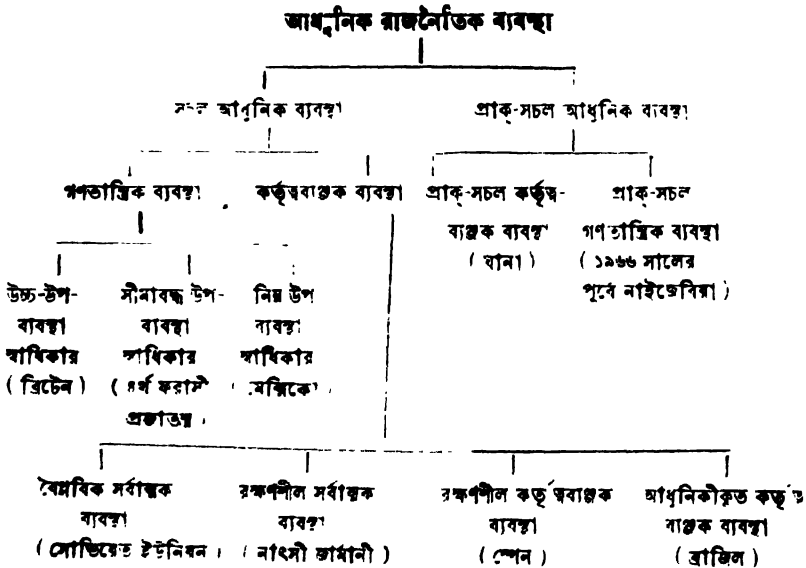 আধুনিক রাজনৈতিক ব্যবস্থা
সচল আধুনিক ব্যবস্থা
প্রাক্-সচল আধুনিক ব্যবস্থা
গণতান্ত্রিক ব্যবস্থা
কর্তৃত্বব্যঞ্জক ব্যবস্থা
প্রাক্-সচল কর্তৃত্ব-
ব্যঞ্জক ব্যবস্থা
( ঘানা )
প্রাক্-সচল
গণতান্ত্রিক ব্যবস্থা
( ১৯৬৬ সালের
পূর্বে নাইজেরিয়া )
উচ্চ-উপ-
ব্যবস্থা
স্বাধিকার
( ব্রিটেন )
সীমাবদ্ধ উপ-
ব্যবস্থা
স্বাধিকার
( চতুর্থ ফরাসী
প্রজাতন্ত্র )
নিম্ন উপ
ব্যবস্থা
স্বাধিকার
( মেক্সিকো )
বৈপ্লবিক সর্বাত্মক
ব্যবস্থা
( সোভিয়েত ইউনিয়ন )
রক্ষণশীল সর্বাত্মক
ব্যবস্থা
( নাৎসী জার্মানী )
রক্ষণশীল কর্তৃত্বব্যঞ্জক
ব্যবস্থা
( স্পেন )
আধুনিকীকৃত কর্তৃত্ব
ব্যঞ্জক ব্যবস্থা
( ব্রাজিল )